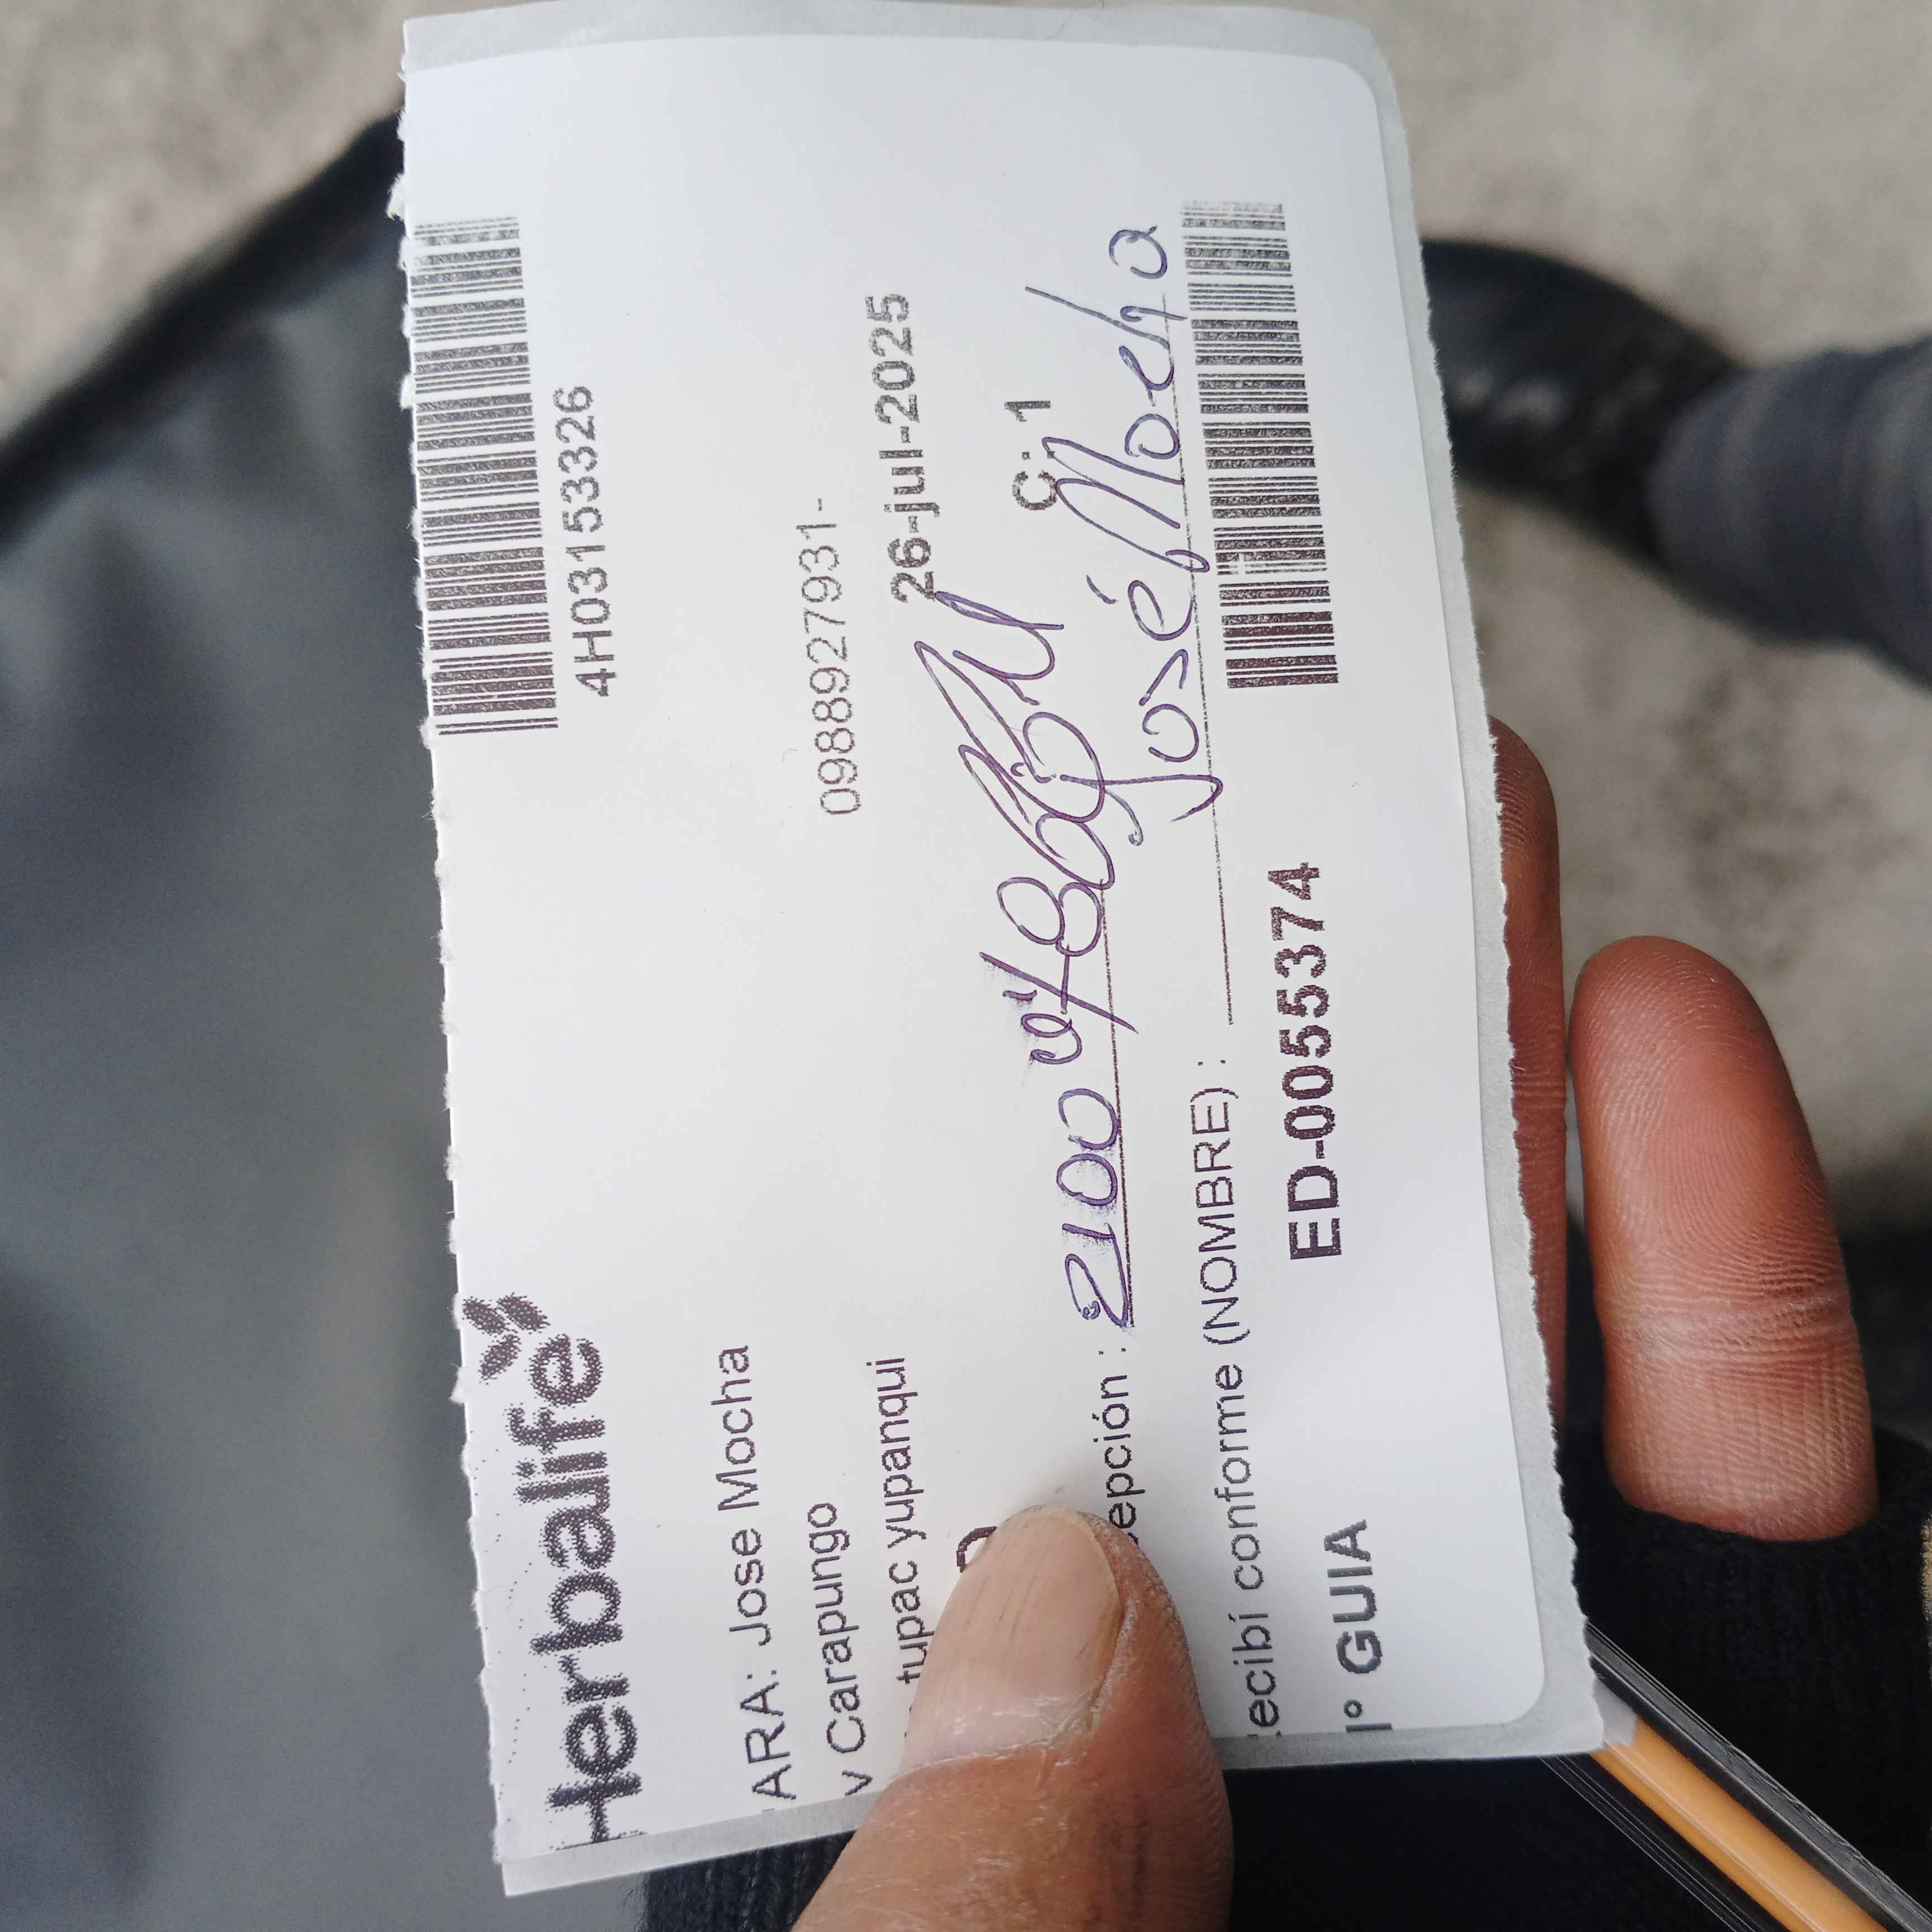 Herbalife
4H03153326
ARA: Jose Mocha
v Carapungo 0988927931-
tupac yupanqui 26-jul-2025
C: 1
epción : 2100
ecibí conforme (NOMBRE) : José Mocha
° GUIA ED-0055374